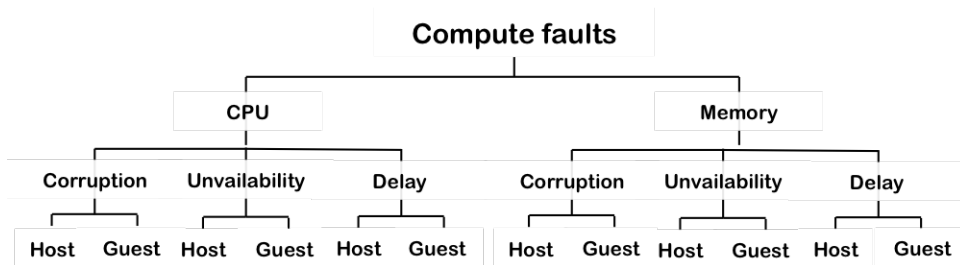 Compute faults
CPU Memory
Corruption Unvailability Delay Corruption Unvailability Delay
Host Guest Host Guest Host Guest Host Guest Host Guest Host Guest